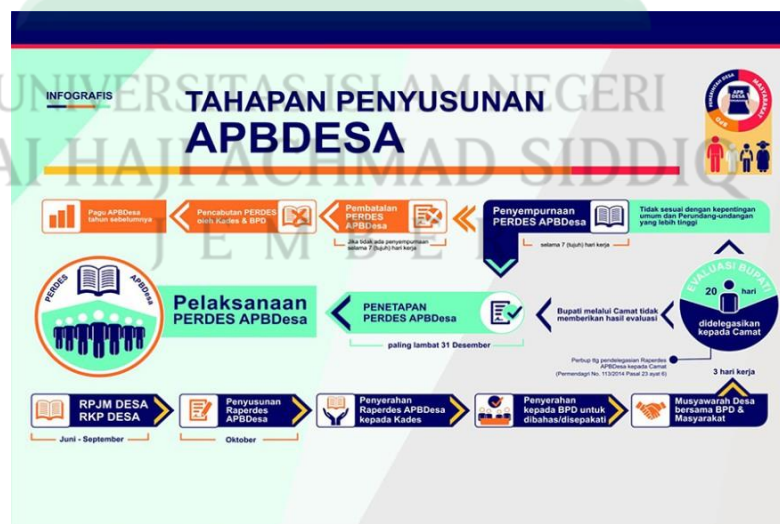 UNIVERSITAS ISLAM NEGERI
AI HAJI ACHMAD SIDDIQ
J E M B E R
INFOGRAFIS
TAHAPAN PENYUSUNAN
APBDESA
PEMERINTAH DESA
MASYARAKAT
BPD
APB
DESA
Pagu APBDesa
tahun sebelumnya
Pencabutan PERDES
oleh Kades & BPD
Pembatalan
PERDES
APBDesa
Jika tidak ada penyempurnaan
selama 7 (tujuh) hari kerja
Penyempurnaan
PERDES APBDesa
selama 7 (tujuh) hari kerja
Tidak sesuai dengan kepentingan
umum dan Perundang-undangan
yang lebih tinggi
EVALUASI BUPATI
20 hari
didelegasikan
kepada Camat
3 hari kerja
Bupati melalui Camat tidak
memberikan hasil evaluasi
Perbup ttg pendelegasian Raperdes
APBDesa kepada Camat
(Permendagri No. 113/2014 Pasal 23 ayat 6)
PENETAPAN
PERDES APBDesa
paling lambat 31 Desember
Pelaksanaan
PERDES APBDesa
PERDES
APBDesa
RPJM DESA
RKP DESA
Juni - September
Penyusunan
Raperdes
APBDesa
Oktober
Penyerahan
Raperdes APBDesa
kepada Kades
Penyerahan
kepada BPD untuk
dibahas/disepakati
Musyawarah Desa
bersama BPD &
Masyarakat